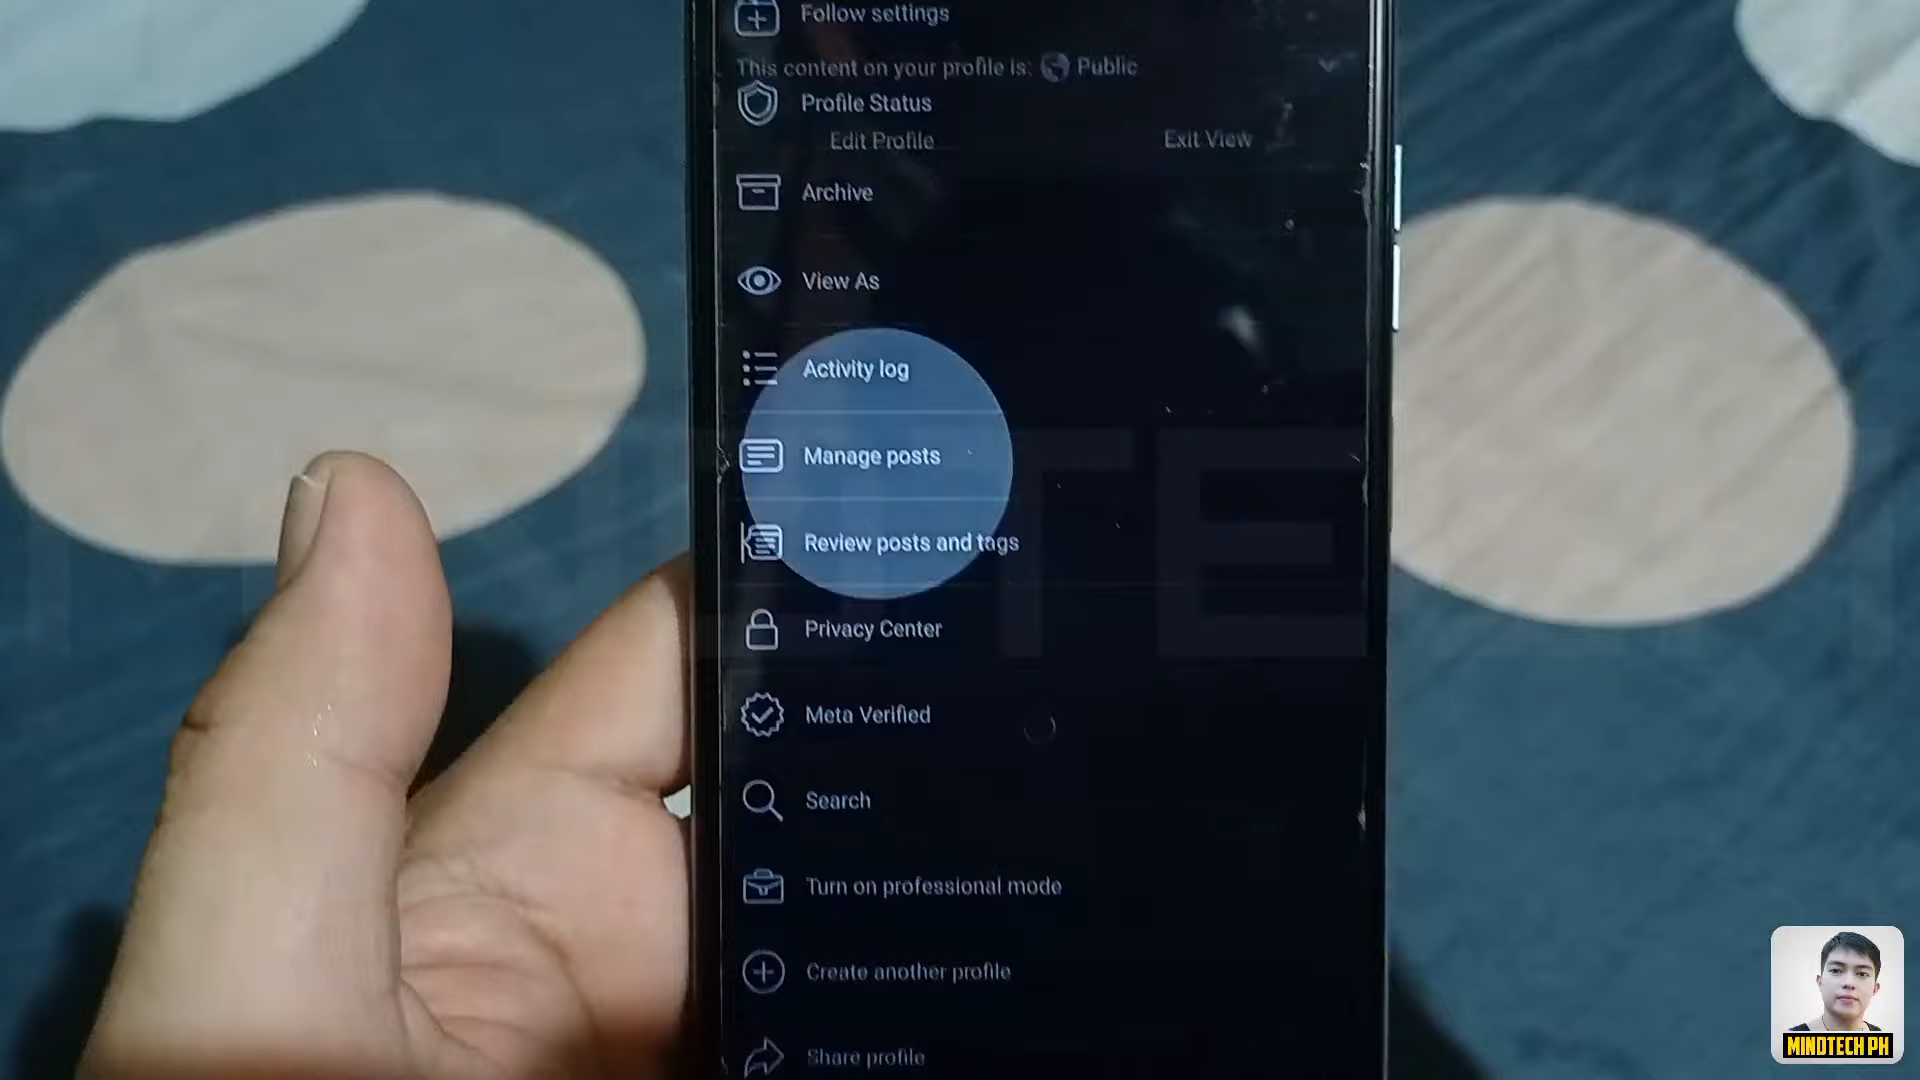 Follow settings
This content on your profile is: Public
Profile Status
Edit Profile Exit View
Archive
View As
Activity log
Manage posts
Review posts and tags
Privacy Center
Meta Verified
Search
Turn on professional mode
Create another profile
Share profile
MINDTECH PH